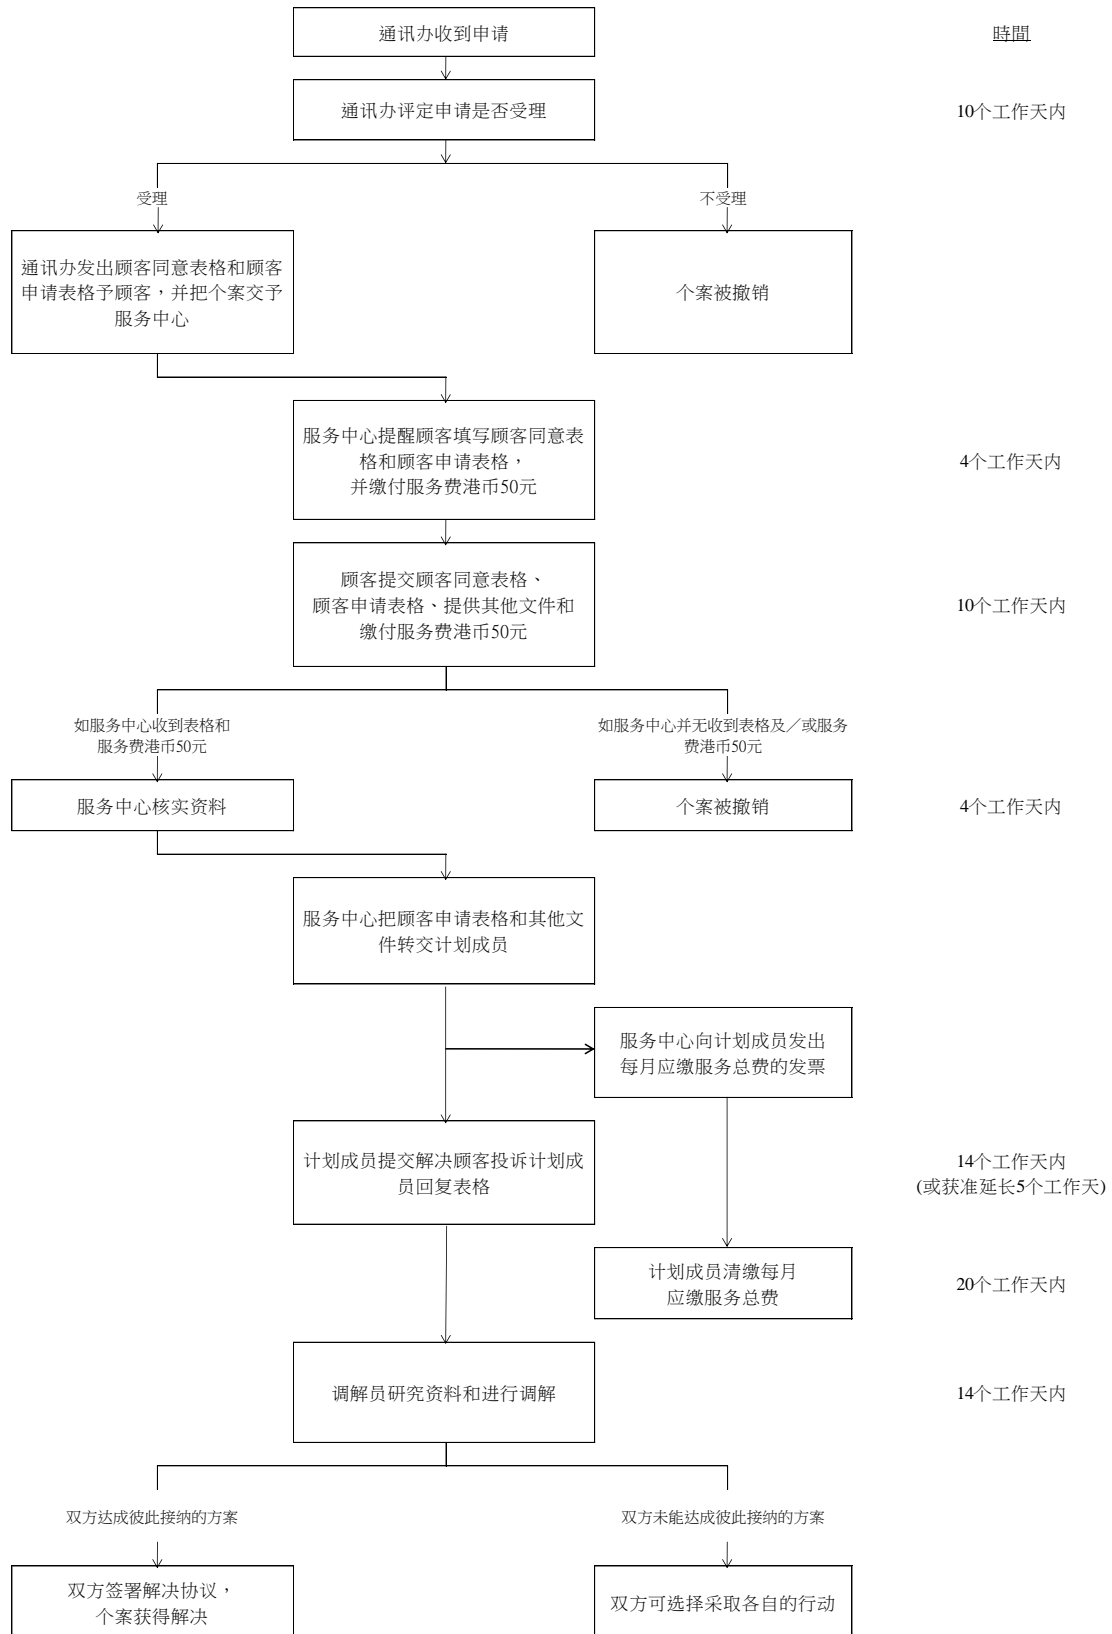 通讯办收到申请
時間
通讯办评定申请是否受理
10个工作天内
受理
不受理
通讯办发出顾客同意表格和顾客
申请表格予顾客，并把个案交予
服务中心
个案被撤销
服务中心提醒顾客填写顾客同意表
格和顾客申请表格，
并缴付服务费港币50元
4个工作天内
顾客提交顾客同意表格、
顾客申请表格、提供其他文件和
缴付服务费港币50元
10个工作天内
如服务中心收到表格和
服务费港币50元
如服务中心并无收到表格及／或服务
费港币50元
服务中心核实资料
个案被撤销
4个工作天内
服务中心把顾客申请表格和其他文
件转交计划成员
服务中心向计划成员发出
每月应缴服务总费的发票
计划成员提交解决顾客投诉计划成
员回复表格
14个工作天内
(或获准延长5个工作天)
计划成员清缴每月
应缴服务总费
20个工作天内
调解员研究资料和进行调解
14个工作天内
双方达成彼此接纳的方案
双方未能达成彼此接纳的方案
双方签署解决协议，
个案获得解决
双方可选择采取各自的行动